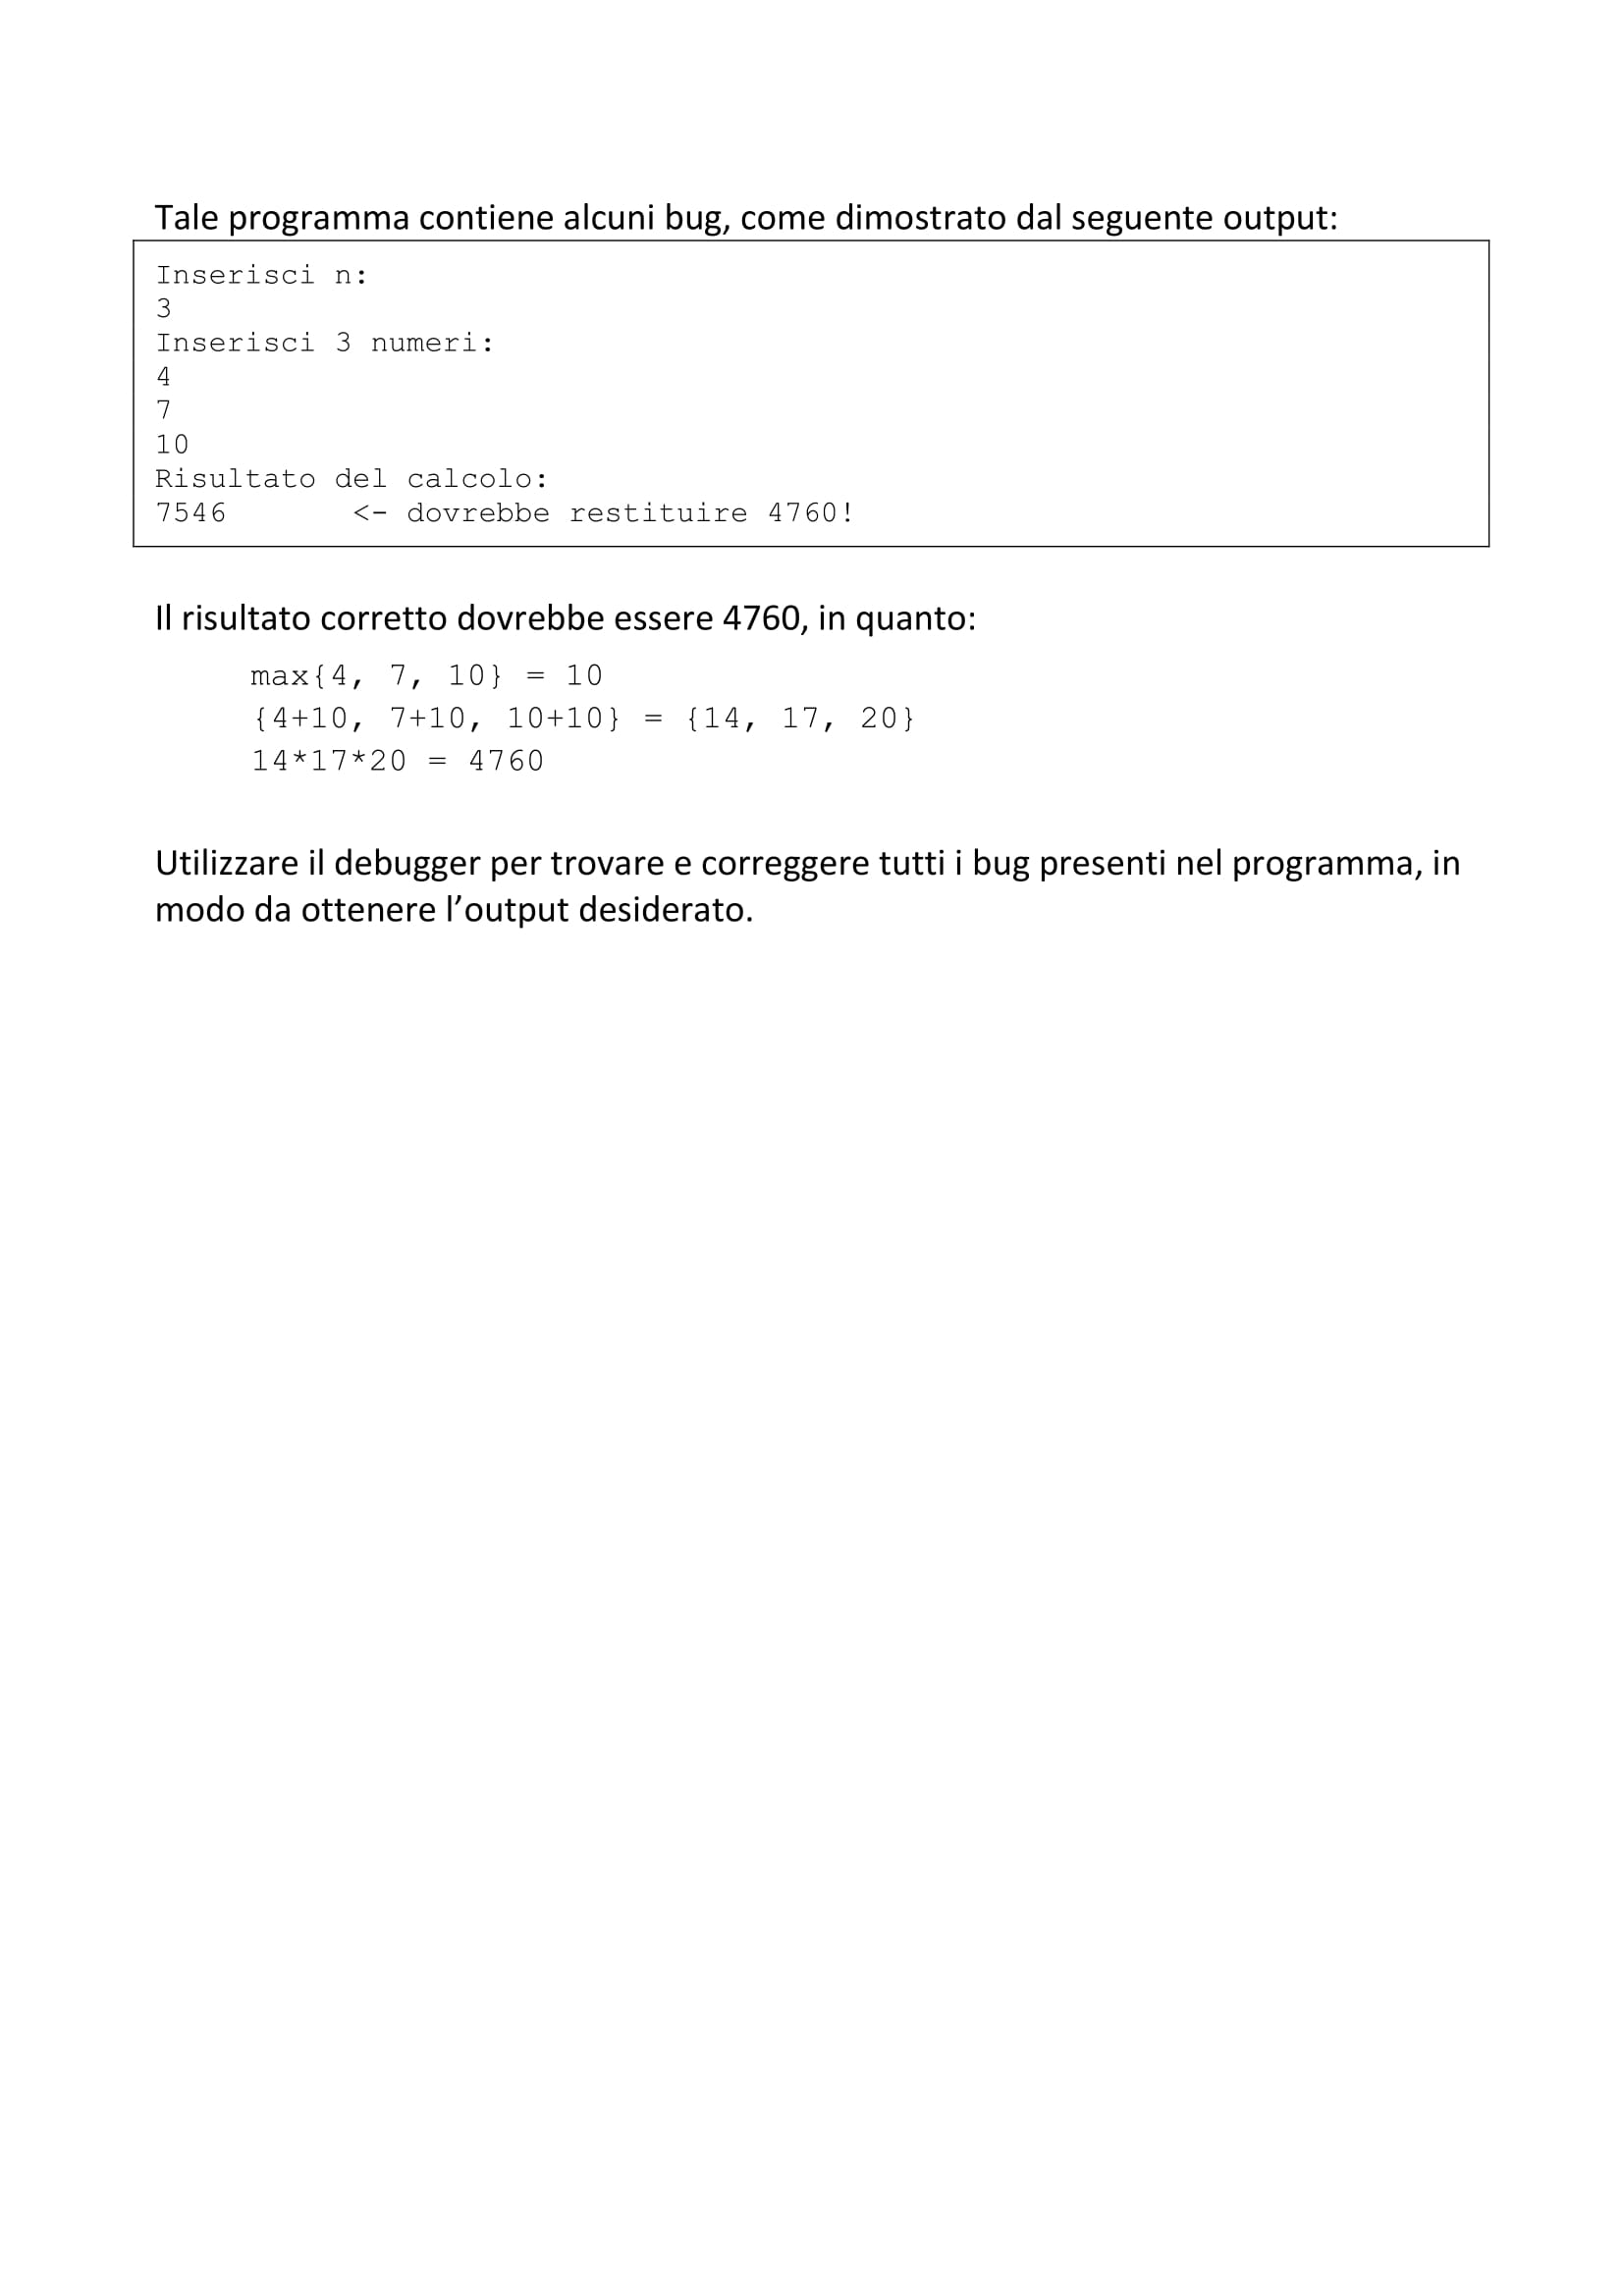 Tale programma contiene alcuni bug, come dimostrato dal seguente output:
Inserisci n:
3
Inserisci 3 numeri:
4
7
10
Risultato del calcolo:
7546 <- dovrebbe restituire 4760!
Il risultato corretto dovrebbe essere 4760, in quanto:
max{4, 7, 10} = 10
{4+10, 7+10, 10+10} = {14, 17, 20}
14*17*20 = 4760
Utilizzare il debugger per trovare e correggere tutti i bug presenti nel programma, in
modo da ottenere l’output desiderato.